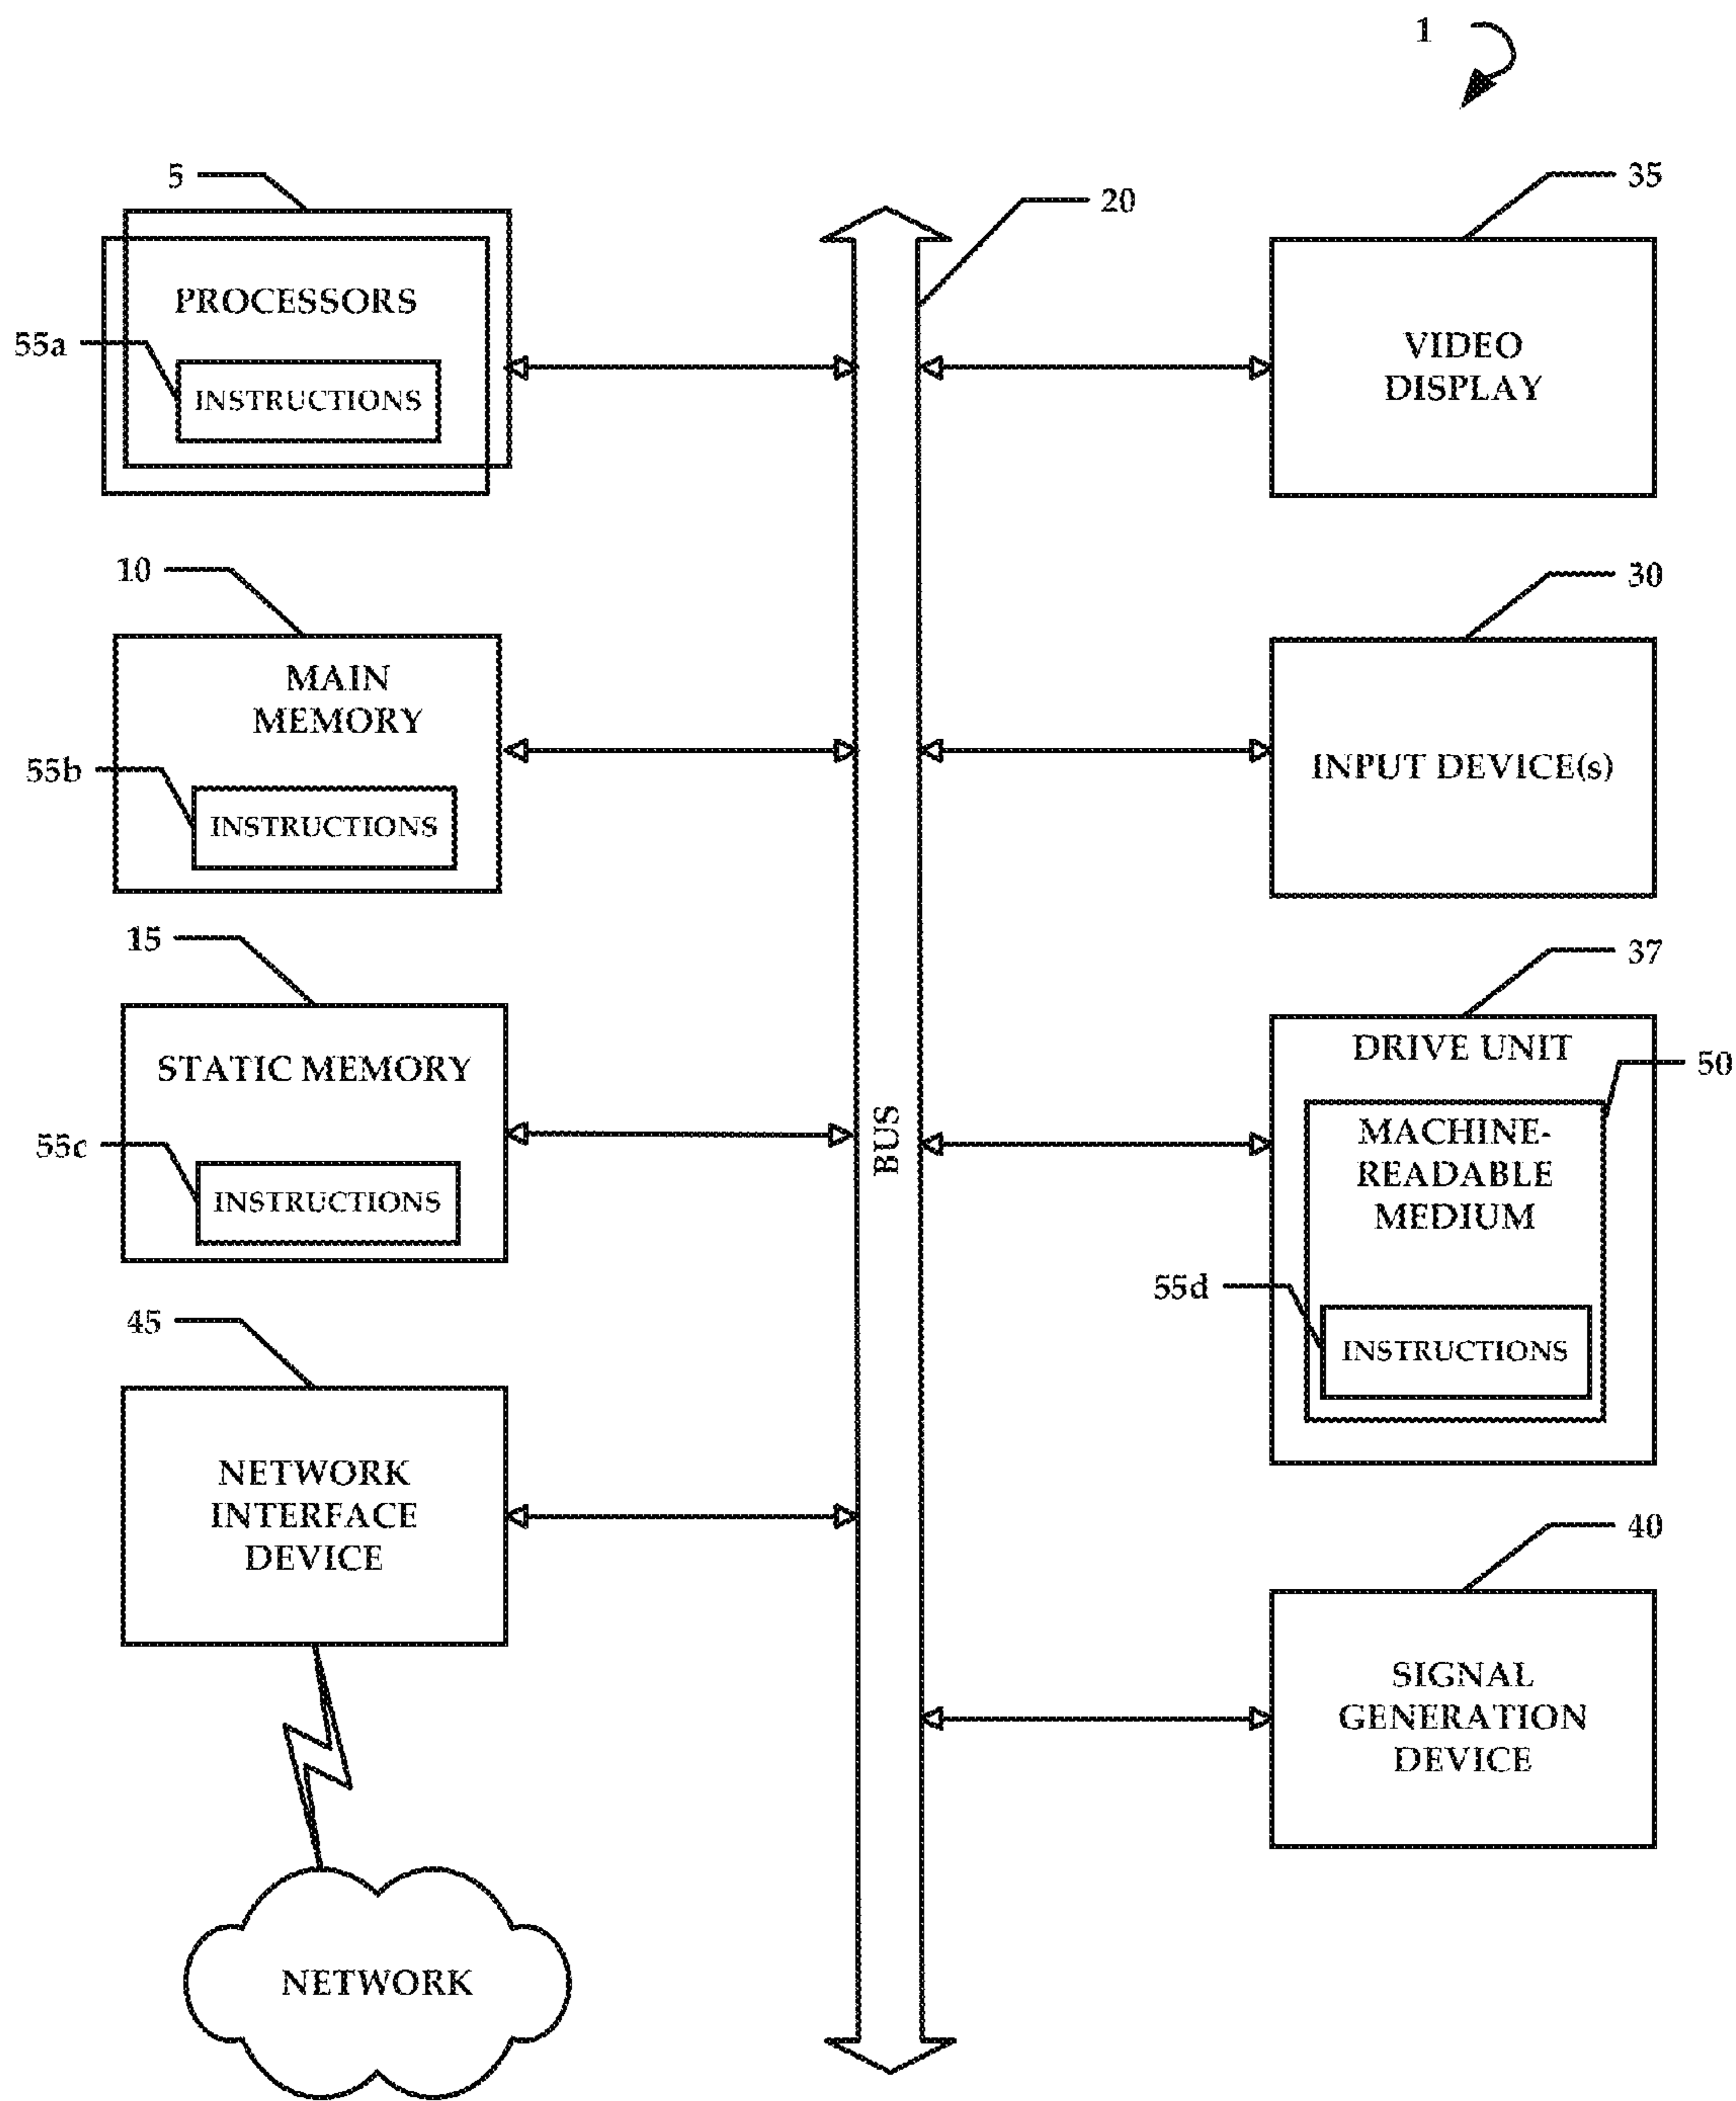 1
5
PROCESSORS
55a
INSTRUCTIONS
10
MAIN
MEMORY
55b
INSTRUCTIONS
15
STATIC MEMORY
55c
INSTRUCTIONS
45
NETWORK
INTERFACE
DEVICE
NETWORK
20
BUS
35
VIDEO
DISPLAY
30
INPUT DEVICE(s)
37
DRIVE UNIT
50
MACHINE-
READABLE
MEDIUM
55d
INSTRUCTIONS
40
SIGNAL
GENERATION
DEVICE